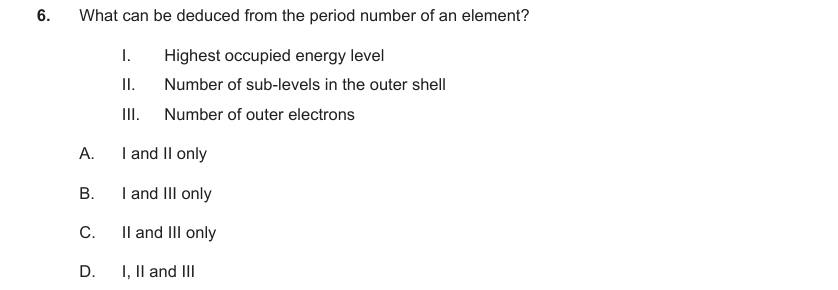 6. What can be deduced from the period number of an element?
I. Highest occupied energy level
II. Number of sub-levels in the outer shell
III. Number of outer electrons
A. I and II only
B. I and III only
C. II and III only
D. I, II and III